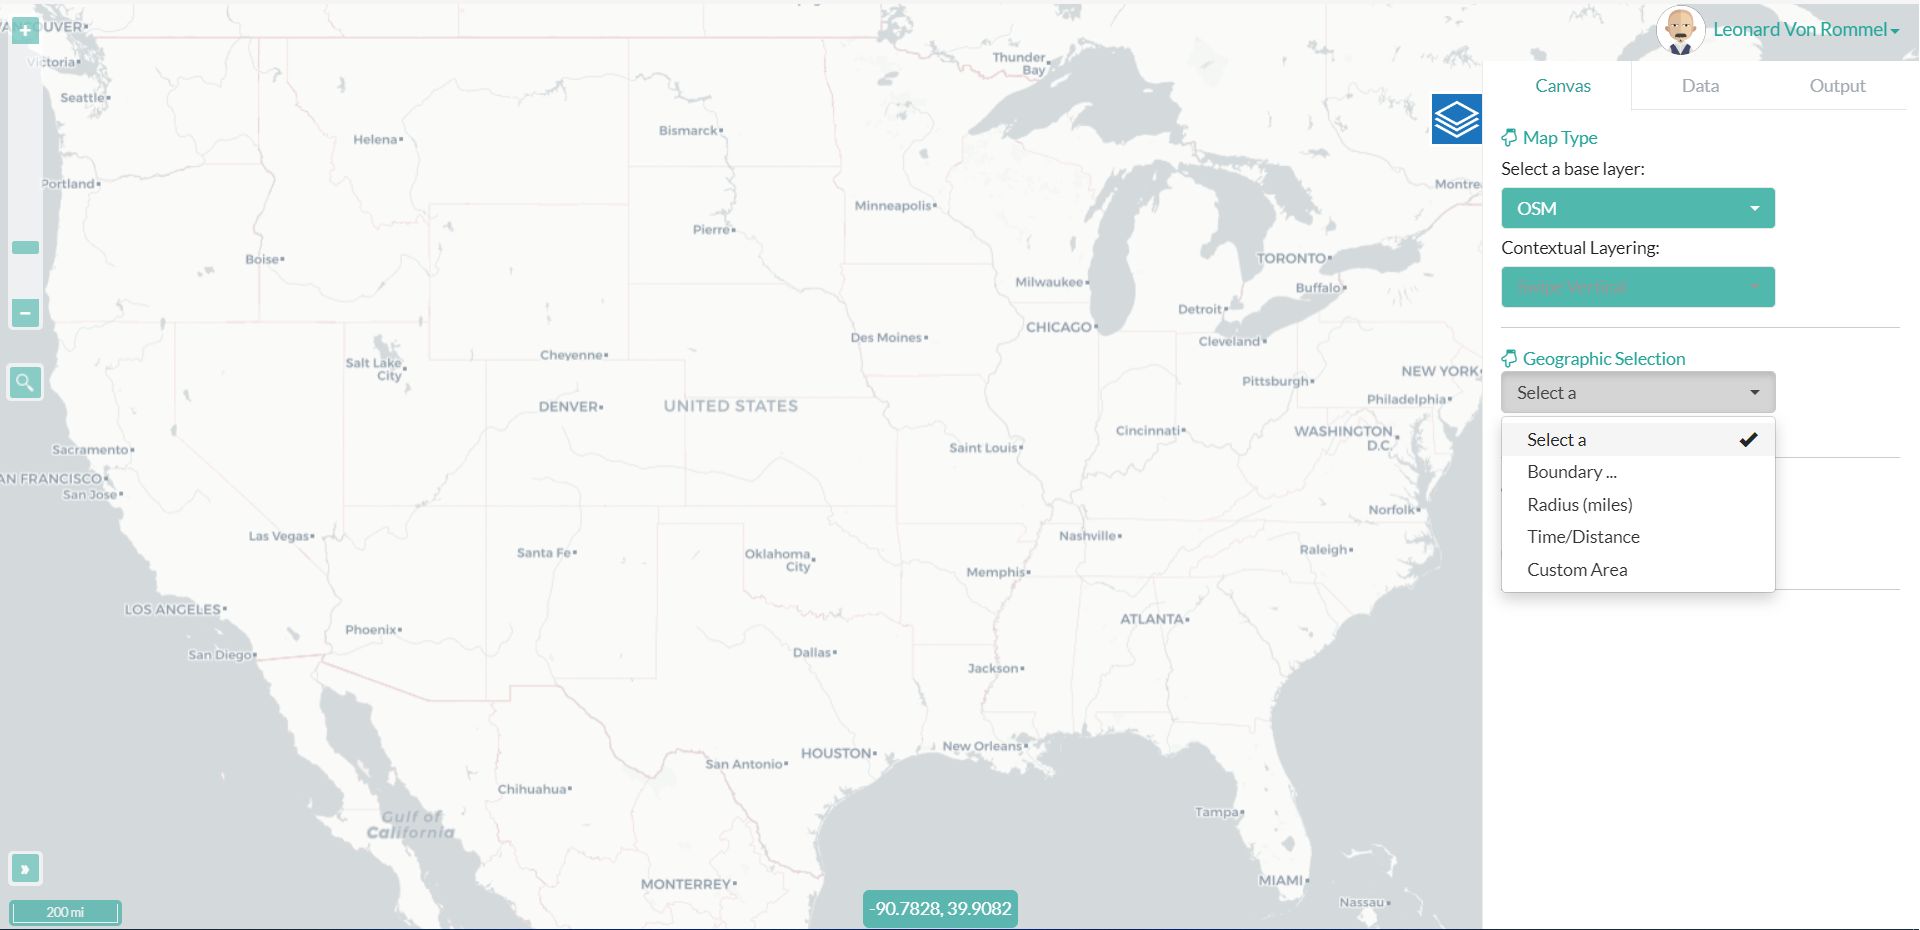 VANCOUVER
Victoria
Seattle
Portland
Helena
Bismarck
Thunder
Bay
Minneapolis
Pierre
Boise
Montre
TORONTO
Milwaukee
Buffalo
Detroit
CHICAGO
Cleveland
Des Moines
Salt Lake
City
Cheyenne
Pittsburgh
NEW YORK
Philadelphia
DENVER
UNITED STATES
Cincinnati
WASHINGTON
D.C.
Saint Louis
Sacramento
AN FRANCISCO
San Jose
Norfolk
Las Vegas
Santa Fe
Oklahoma
City
Nashville
Raleigh
Memphis
LOS ANGELES
Phoenix
ATLANTA
San Diego
Dallas
Jackson
New Orleans
HOUSTON
San Antonio
Chihuahua
Gulf of
California
Tampa
MONTERREY
MIAMI
Nassau
200 mi
-90.7828, 39.9082
Leonard Von Rommel
Canvas Data Output
Map Type
Select a base layer:
OSM
Contextual Layering:
Swipe Vertical
Geographic Selection
Select a
Select a
Boundary ...
Radius (miles)
Time/Distance
Custom Area